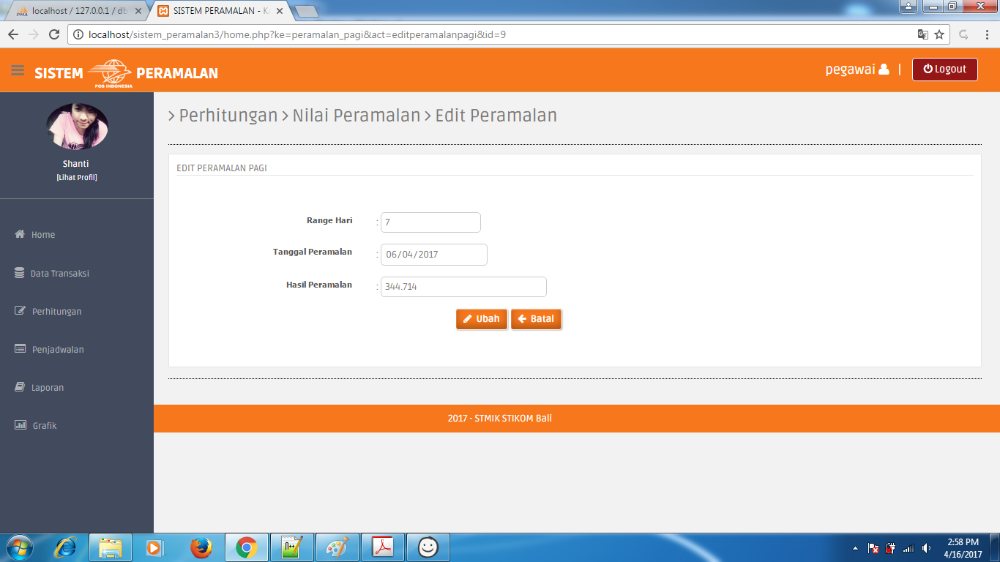 localhost / 127.0.0.1 / db
SISTEM PERAMALAN - KA
localhost/sistem_peramalan3/home.php?ke=peramalan_pagi&act=editperamalanpagi&id=9
SISTEM POS INDONESIA PERAMALAN
pegawai | Logout
Shanti
[Lihat Profil]
Home
Data Transaksi
Perhitungan
Penjadwalan
Laporan
Grafik
> Perhitungan > Nilai Peramalan > Edit Peramalan
EDIT PERAMALAN PAGI
Range Hari : 7
Tanggal Peramalan : 06/04/2017
Hasil Peramalan : 344.714
Ubah Batal
2017 - STMIK STIKOM Bali
2:58 PM
4/16/2017